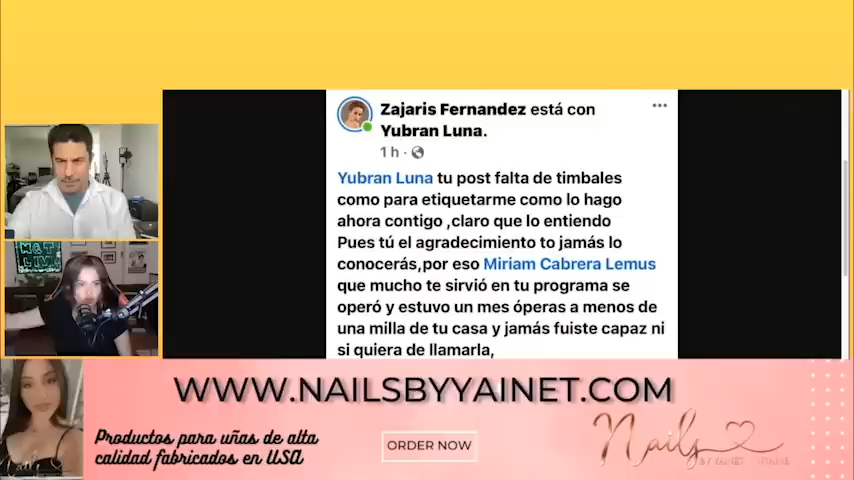 Zajaris Fernandez está con
Yubran Luna.
1 h
Yubran Luna tu post falta de timbales
como para etiquetarme como lo hago
ahora contigo ,claro que lo entiendo
Pues tú el agradecimiento to jamás lo
conocerás,por eso Miriam Cabrera Lemus
que mucho te sirvió en tu programa se
operó y estuvo un mes óperas a menos de
una milla de tu casa y jamás fuiste capaz ni
si quiera de llamarla,
WWW.NAILSBYYAINET.COM
Productos para uñas de alta
calidad fabricados en USA
ORDER NOW
Nails